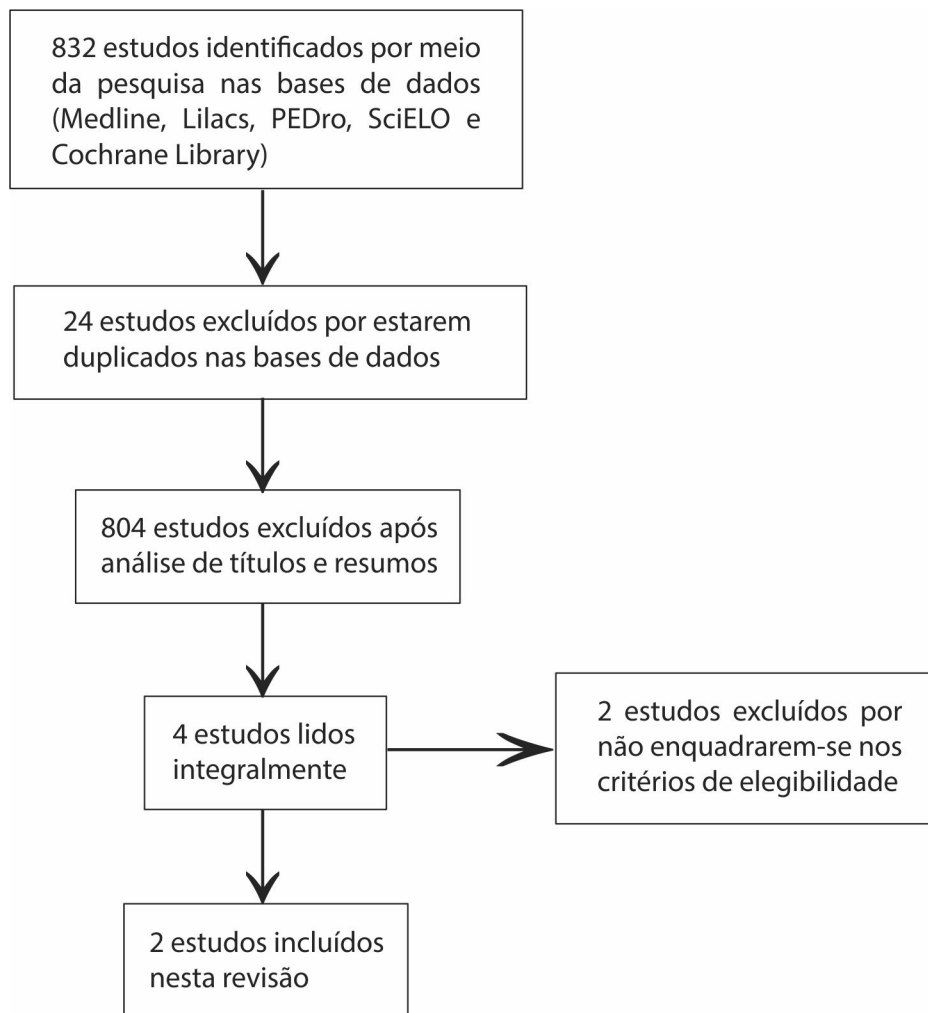 832 estudos identificados por meio
da pesquisa nas bases de dados
(Medline, Lilacs, PEDro, SciELO e
Cochrane Library)
24 estudos excluídos por estarem
duplicados nas bases de dados
804 estudos excluídos após
análise de títulos e resumos
4 estudos lidos
integralmente
2 estudos excluídos por
não enquadrarem-se nos
critérios de elegibilidade
2 estudos incluídos
nesta revisão